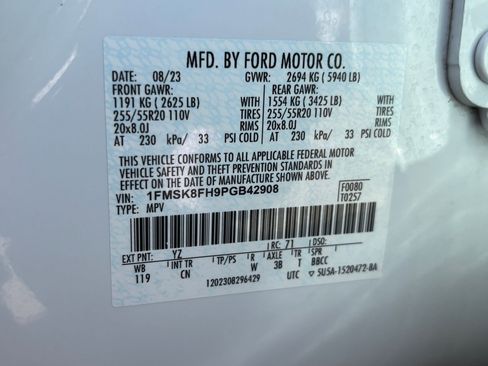 MFD. BY FORD MOTOR CO.
DATE: 08/23 GVWR: 2694 KG ( 5940 LB)
FRONT GAWR: REAR GAWR:
1191 KG ( 2625 LB) 1554 KG ( 3425 LB) WITH
255/55R20 110V TIRES 255/55R20 110V TIRES
20x8.0J RIMS 20x8.0J RIMS
AT 230 kPa/ 33 PSI COLD AT 230 kPa/ 33 PSI COLD
THIS VEHICLE CONFORMS TO ALL APPLICABLE FEDERAL MOTOR
VEHICLE SAFETY AND THEFT PREVENTION STANDARDS IN EFFECT ON
THE DATE OF MANUFACTURE SHOWN ABOVE.
VIN: 1FMSK8FH9PGB42908 F0080
TYPE: MPV T0257
EXT PNT: YZ RC: 71 DSO:
WB INT TR TP/PS R AXLE TR SPR
119 CN W 3B T BBCC
1202308296429 UTC ▽ 5U5A-1520472-BA